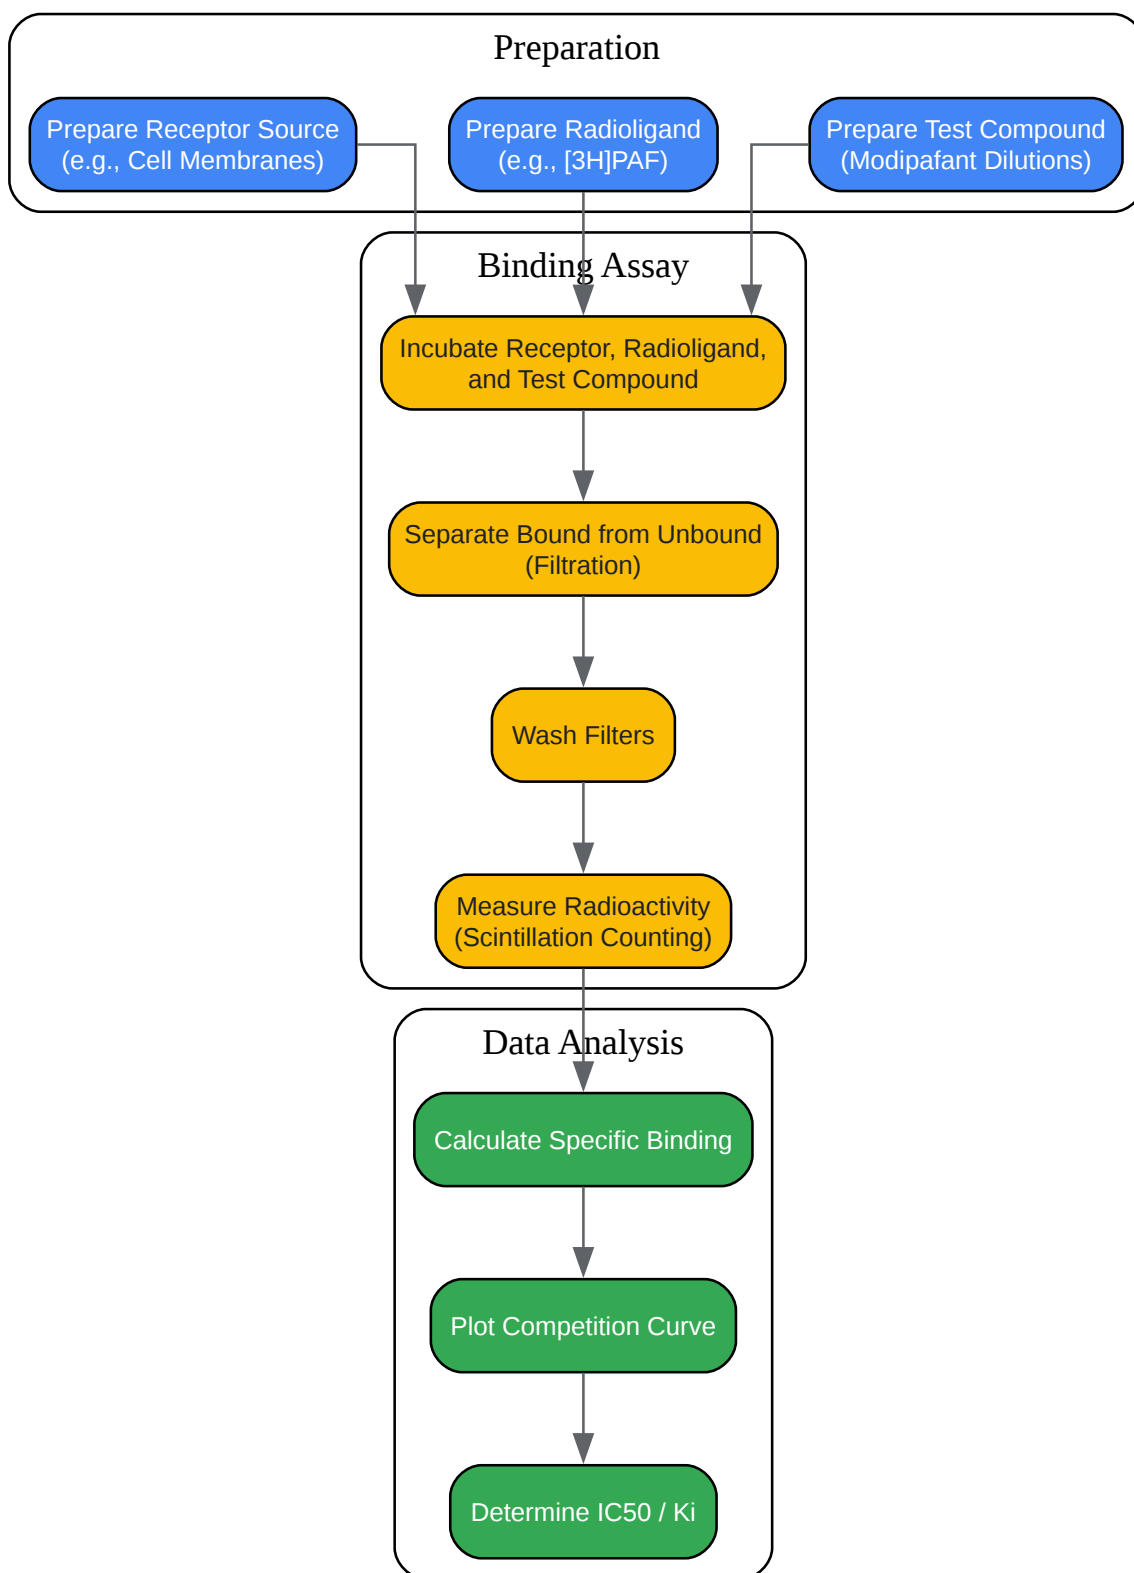 Preparation
Prepare Receptor Source
(e.g., Cell Membranes)
Prepare Radioligand
(e.g., [3H]PAF)
Prepare Test Compound
(Modipafant Dilutions)
Binding Assay
Incubate Receptor, Radioligand,
and Test Compound
Separate Bound from Unbound
(Filtration)
Wash Filters
Measure Radioactivity
(Scintillation Counting)
Data Analysis
Calculate Specific Binding
Plot Competition Curve
Determine IC50 / Ki